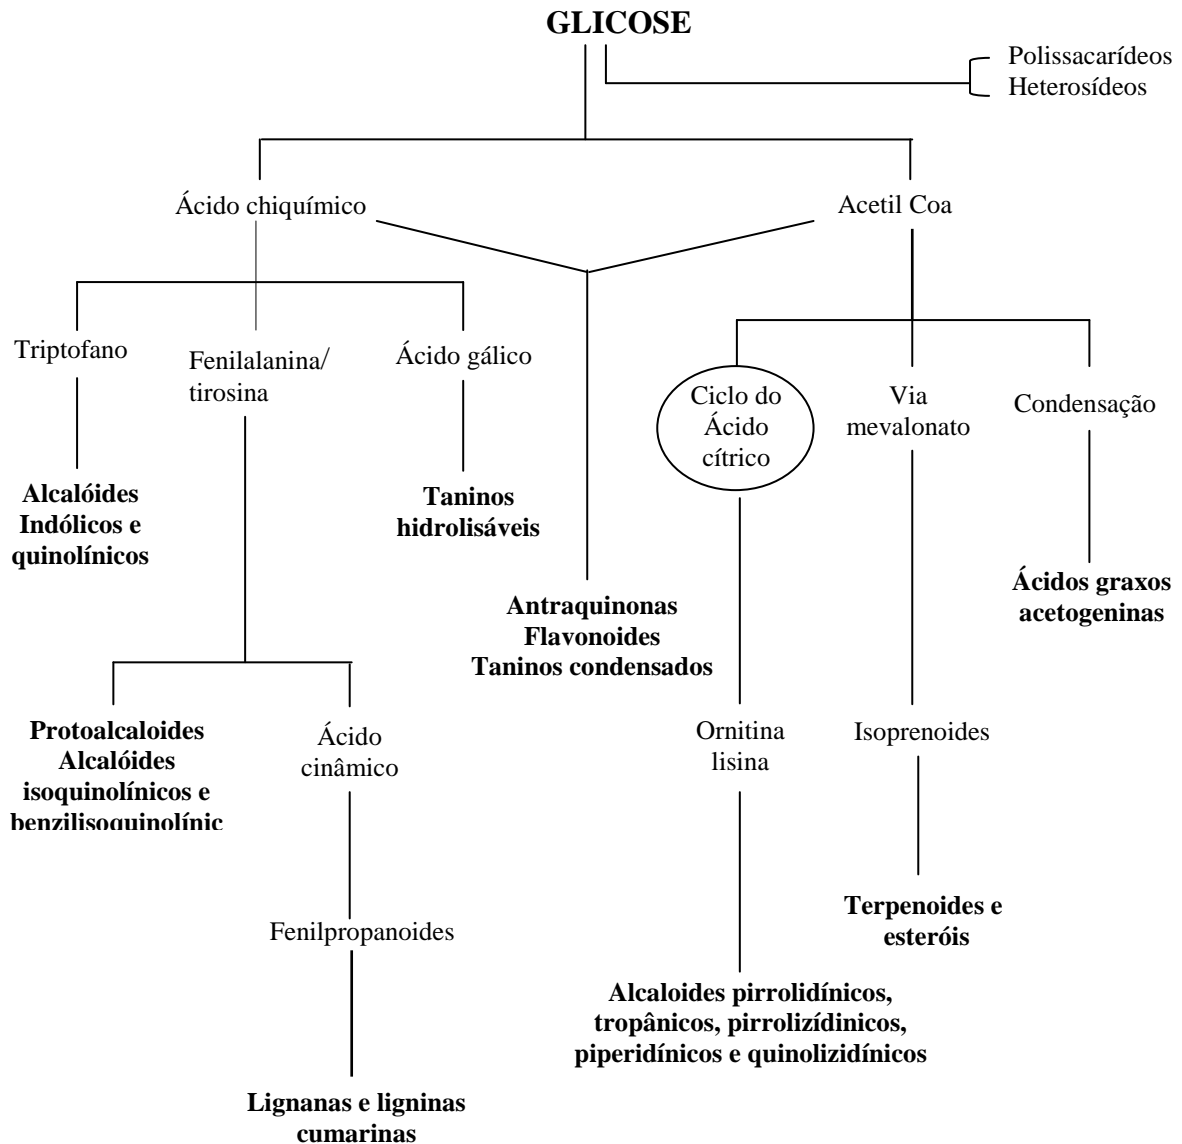 GLICOSE
Polissacarídeos
Heterosídeos
Ácido chiquímico
Acetil Coa
Triptofano
Fenilalanina/
tirosina
Ácido gálico
Ciclo do
Ácido
cítrico
Via
mevalonato
Condensação
Alcalóides
Indólicos e
quinolínicos
Taninos
hidrolisáveis
Antraquinonas
Flavonoides
Taninos condensados
Ácidos graxos
acetogeninas
Protoalcaloides
Alcalóides
isoquinolínicos e
benzilisoquinolínic
Ácido
cinâmico
Ornitina
lisina
Isoprenoides
Fenilpropanoides
Terpenoides e
esteróis
Alcaloides pirrolidínicos,
tropânicos, pirrolizídinicos,
piperidínicos e quinolizidínicos
Lignanas e ligninas
cumarinas